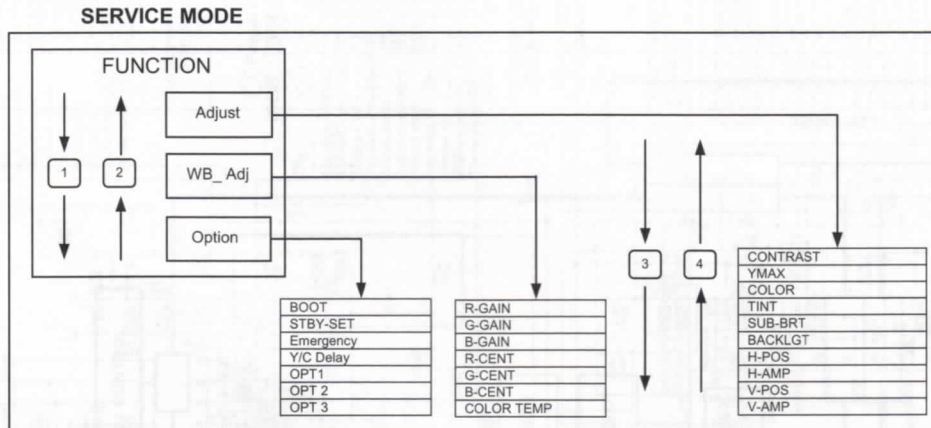 SERVICE MODE
FUNCTION
Adjust
1
2
WB_ Adj
Option
3
4
BOOT
STBY-SET
Emergency
Y/C Delay
OPT1
OPT 2
OPT 3
R-GAIN
G-GAIN
B-GAIN
R-CENT
G-CENT
B-CENT
COLOR TEMP
CONTRAST
YMAX
COLOR
TINT
SUB-BRT
BACKLGT
H-POS
H-AMP
V-POS
V-AMP